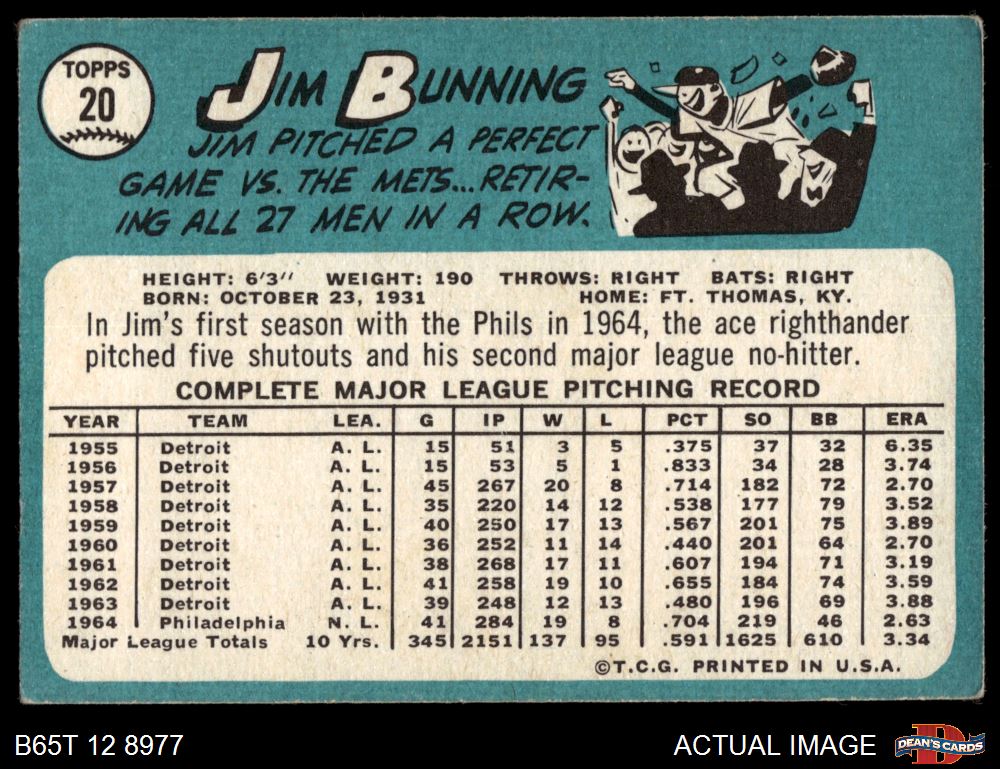 TOPPS
20
JIM BUNNING
JIM PITCHED A PERFECT
GAME VS. THE METS...RETIR-
ING ALL 27 MEN IN A ROW.
HEIGHT: 6'3" WEIGHT: 190 THROWS: RIGHT BATS: RIGHT
BORN: OCTOBER 23, 1931 HOME: FT. THOMAS, KY.
In Jim's first season with the Phils in 1964, the ace righthander
pitched five shutouts and his second major league no-hitter.
COMPLETE MAJOR LEAGUE PITCHING RECORD
YEAR TEAM LEA. G IP W L PCT SO BB ERA
1955 Detroit A. L. 15 51 3 5 .375 37 32 6.35
1956 Detroit A. L. 15 53 5 1 .833 34 28 3.74
1957 Detroit A. L. 45 267 20 8 .714 182 72 2.70
1958 Detroit A. L. 35 220 14 12 .538 177 79 3.52
1959 Detroit A. L. 40 250 17 13 .567 201 75 3.89
1960 Detroit A. L. 36 252 11 14 .440 201 64 2.70
1961 Detroit A. L. 38 268 17 11 .607 194 71 3.19
1962 Detroit A. L. 41 258 19 10 .655 184 74 3.59
1963 Detroit A. L. 39 248 12 13 .480 196 69 3.88
1964 Philadelphia N. L. 41 284 19 8 .704 219 46 2.63
Major League Totals 10 Yrs. 345 2151 137 95 .591 1625 610 3.34
©T.C.G. PRINTED IN U.S.A.
B65T 12 8977 ACTUAL IMAGE DEAN'S CARDS